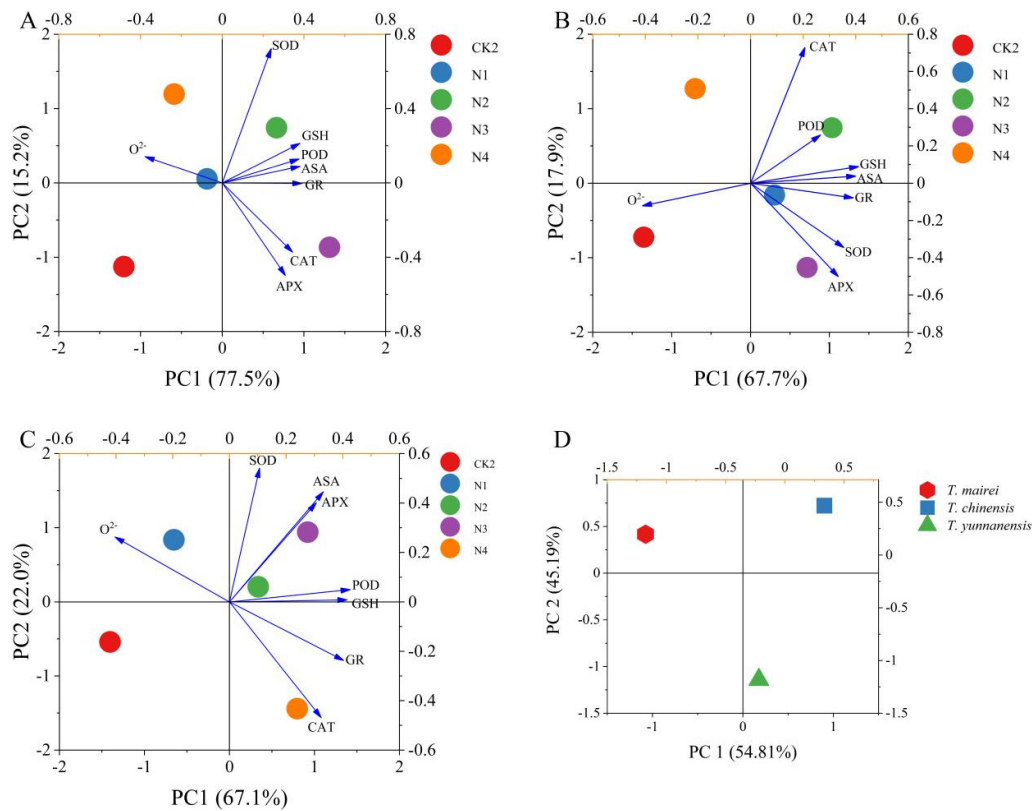 A
-0.6 -0.3 0 0.3 0.6
2 1 0 -1 -2
PC2 (15.2%)
0.8 0.4 0 -0.4 -0.8
SOD
GSH
POD
ASA
GR
CAT
APX
O²⁻
-2 -1 0 1 2
PC1 (77.5%)
CK2
N1
N2
N3
N4
B
-0.6 -0.4 -0.2 0 0.2 0.4 0.6
2 1 0 -1 -2
PC2 (17.9%)
0.8 0.6 0.4 0.2 0 -0.2 -0.4 -0.6 -0.8
CAT
POD
GSH
ASA
GR
SOD
APX
O²⁻
-2 -1 0 1 2
PC1 (67.7%)
CK2
N1
N2
N3
N4
C
-0.6 -0.4 -0.2 0 0.2 0.4 0.6
2 1 0 -1 -2
PC2 (22.0%)
0.6 0.4 0.2 0 -0.2 -0.4 -0.6
SOD
ASA
APX
O²⁻
POD
GSH
GR
CAT
-2 -1 0 1 2
PC1 (67.1%)
CK2
N1
N2
N3
N4
D
-1.5 -1 -0.5 0 0.5
1 0.5 0 -0.5 -1 -1.5
PC 2 (45.19%)
0.5 0 -0.5 -1 -1.5
-1 0 1
PC 1 (54.81%)
T. mairei
T. chinensis
T. yunnanensis